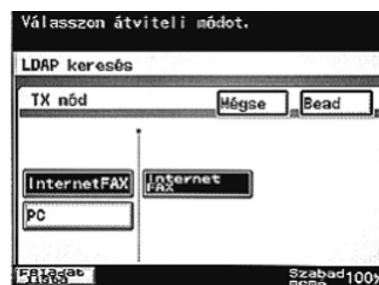 Válasszon átviteli módot.
LDAP keresés
TX mód
Mégse
Bead
InternetFAX
Internet
FAX
PC
Feladat
lista
Szabad 100%